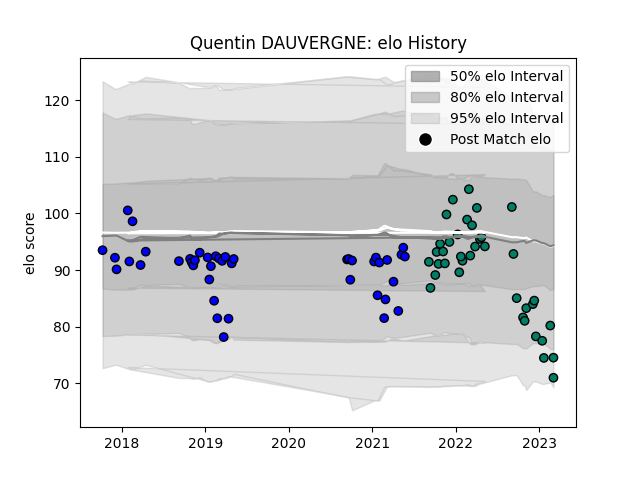 Quentin DAUVERGNE: elo History
50% elo Interval
80% elo Interval
95% elo Interval
Post Match elo
elo score
120
110
100
90
80
70
2018
2019
2020
2021
2022
2023